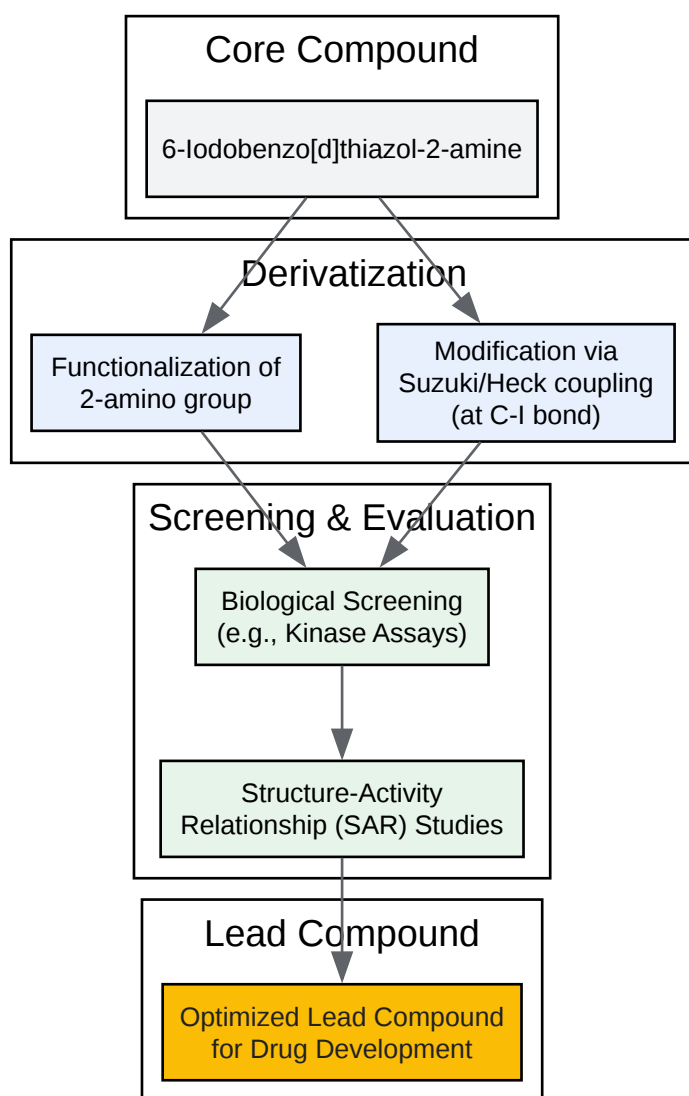 Core Compound
6-Iodobenzo[d]thiazol-2-amine
Derivatization
Functionalization of
2-amino group
Modification via
Suzuki/Heck coupling
(at C-I bond)
Screening & Evaluation
Biological Screening
(e.g., Kinase Assays)
Structure-Activity
Relationship (SAR) Studies
Lead Compound
Optimized Lead Compound
for Drug Development